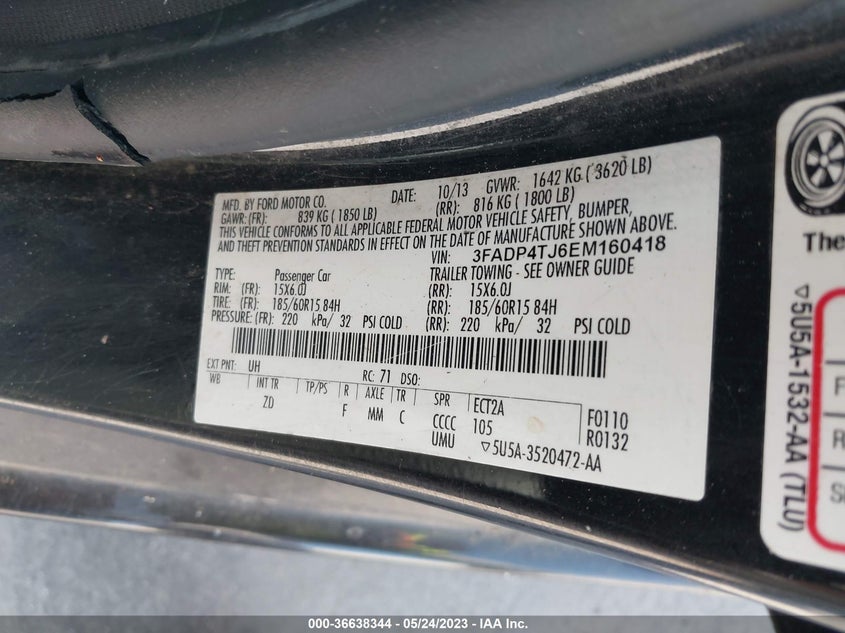 MFD. BY FORD MOTOR CO. DATE: 10/13 GVWR: 1642 KG ( 3620 LB)
GAWR: (FR): 839 KG ( 1850 LB) (RR): 816 KG ( 1800 LB)
THIS VEHICLE CONFORMS TO ALL APPLICABLE FEDERAL MOTOR VEHICLE SAFETY, BUMPER,
AND THEFT PREVENTION STANDARDS IN EFFECT ON THE DATE OF MANUFACTURE SHOWN ABOVE.
VIN: 3FADP4TJ6EM160418
TYPE: Passenger Car TRAILER TOWING - SEE OWNER GUIDE
RIM: (FR): 15X6.0J (RR): 15X6.0J
TIRE: (FR): 185/60R15 84H (RR): 185/60R15 84H
PRESSURE: (FR): 220 kPa/ 32 PSI COLD (RR): 220 kPa/ 32 PSI COLD
EXT PNT: UH RC: 71 DSO:
WB INT TR TP/PS R AXLE TR SPR ECT2A
ZD F MM C CCCC 105 F0110
UMU R0132
▽5U5A-3520472-AA
The
F
R
S
▽5U5A-1532-AA (TLU)
000-36638344 - 05/24/2023 - IAA Inc.